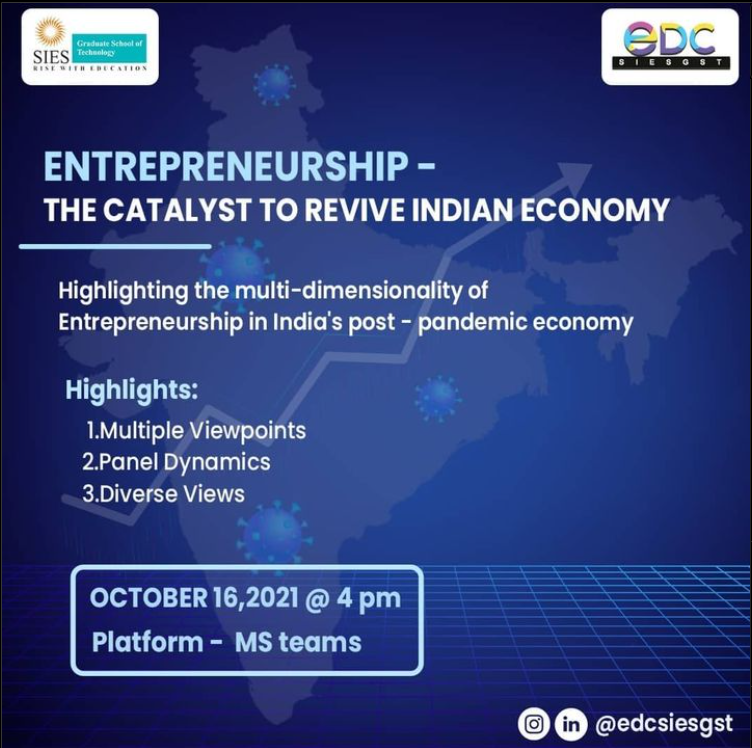 SIES
Graduate School of
Technology
RISE WITH EDUCATION
EDC
SIESGST
ENTREPRENEURSHIP -
THE CATALYST TO REVIVE INDIAN ECONOMY
Highlighting the multi-dimensionality of
Entrepreneurship in India's post - pandemic economy
Highlights:
1.Multiple Viewpoints
2.Panel Dynamics
3.Diverse Views
OCTOBER 16,2021 @ 4 pm
Platform - MS teams
in @edcsiesgst